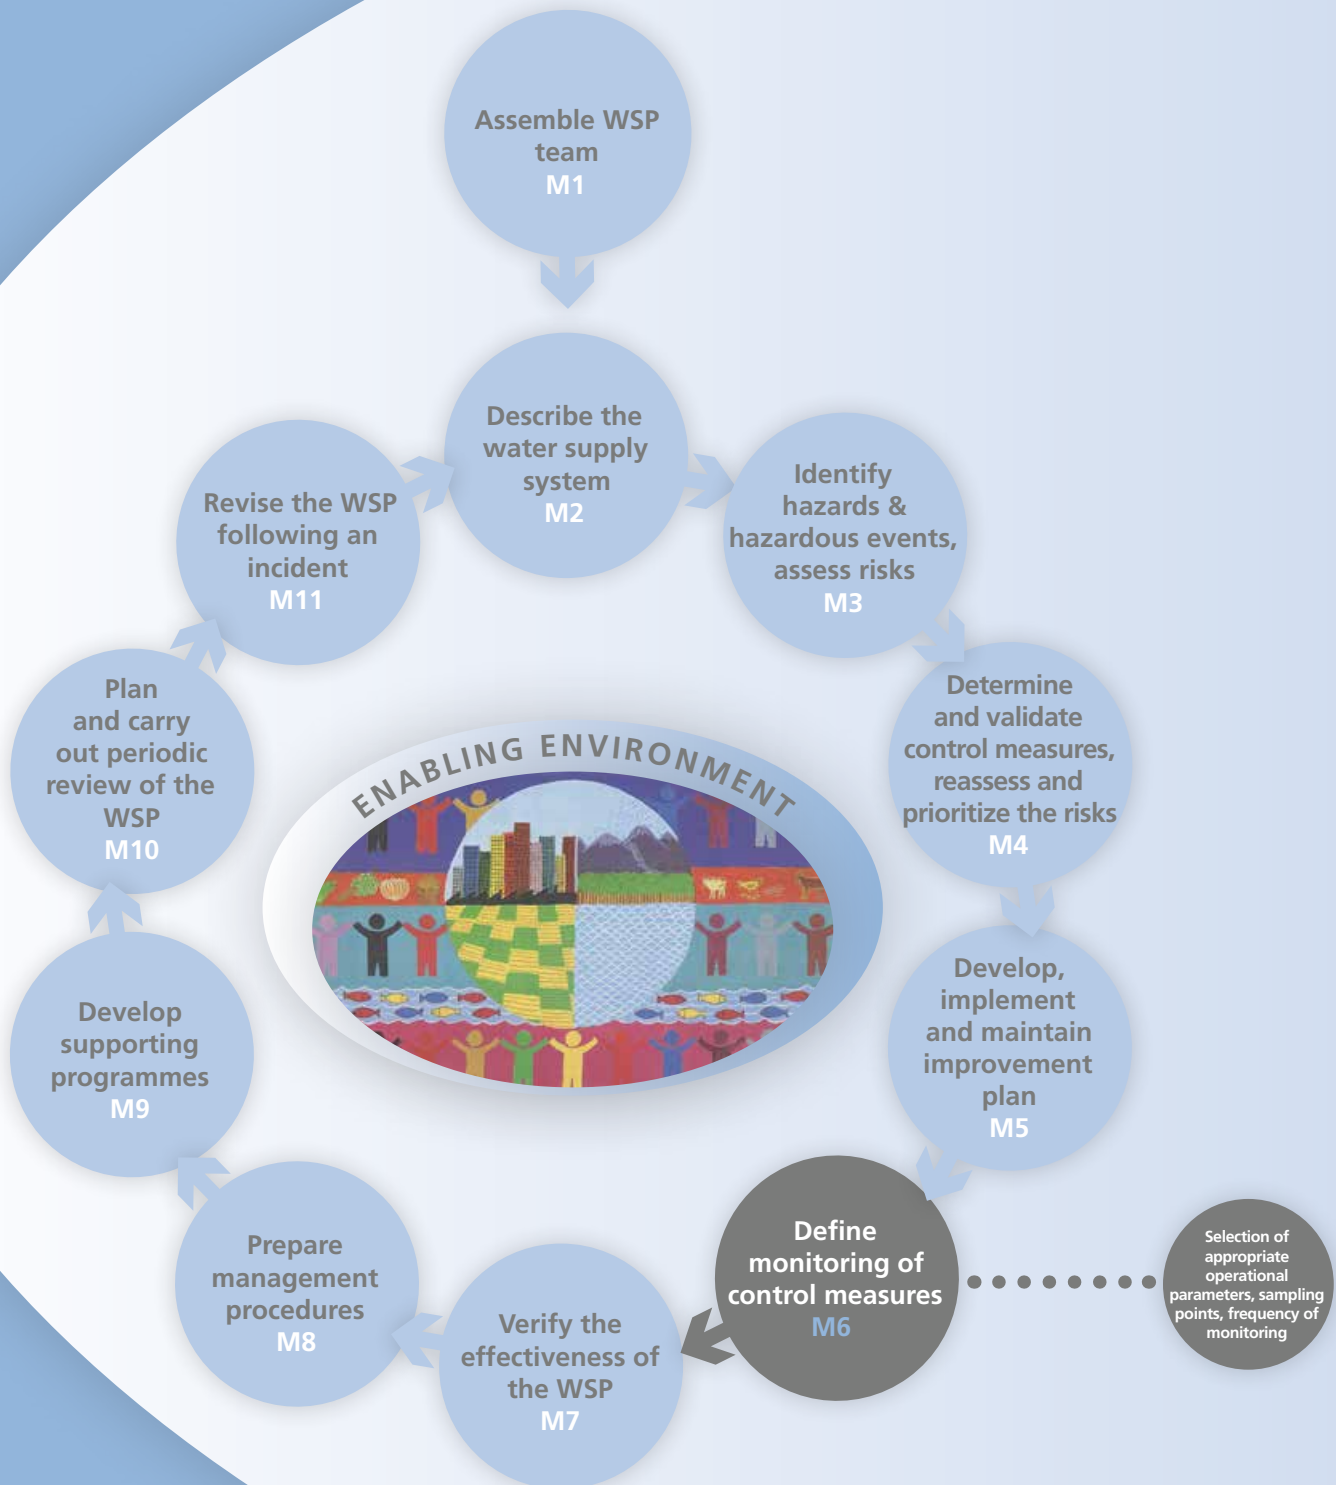 Assemble WSP
team
M1
Describe the
water supply
system
M2
Identify
hazards &
hazardous events,
assess risks
M3
Determine
and validate
control measures,
reassess and
prioritize the risks
M4
Develop,
implement
and maintain
improvement
plan
M5
Define
monitoring of
control measures
M6
Selection of
appropriate
operational
parameters, sampling
points, frequency of
monitoring
Verify the
effectiveness of
the WSP
M7
Prepare
management
procedures
M8
Develop
supporting
programmes
M9
Plan
and carry
out periodic
review of the
WSP
M10
Revise the WSP
following an
incident
M11
ENABLING ENVIRONMENT